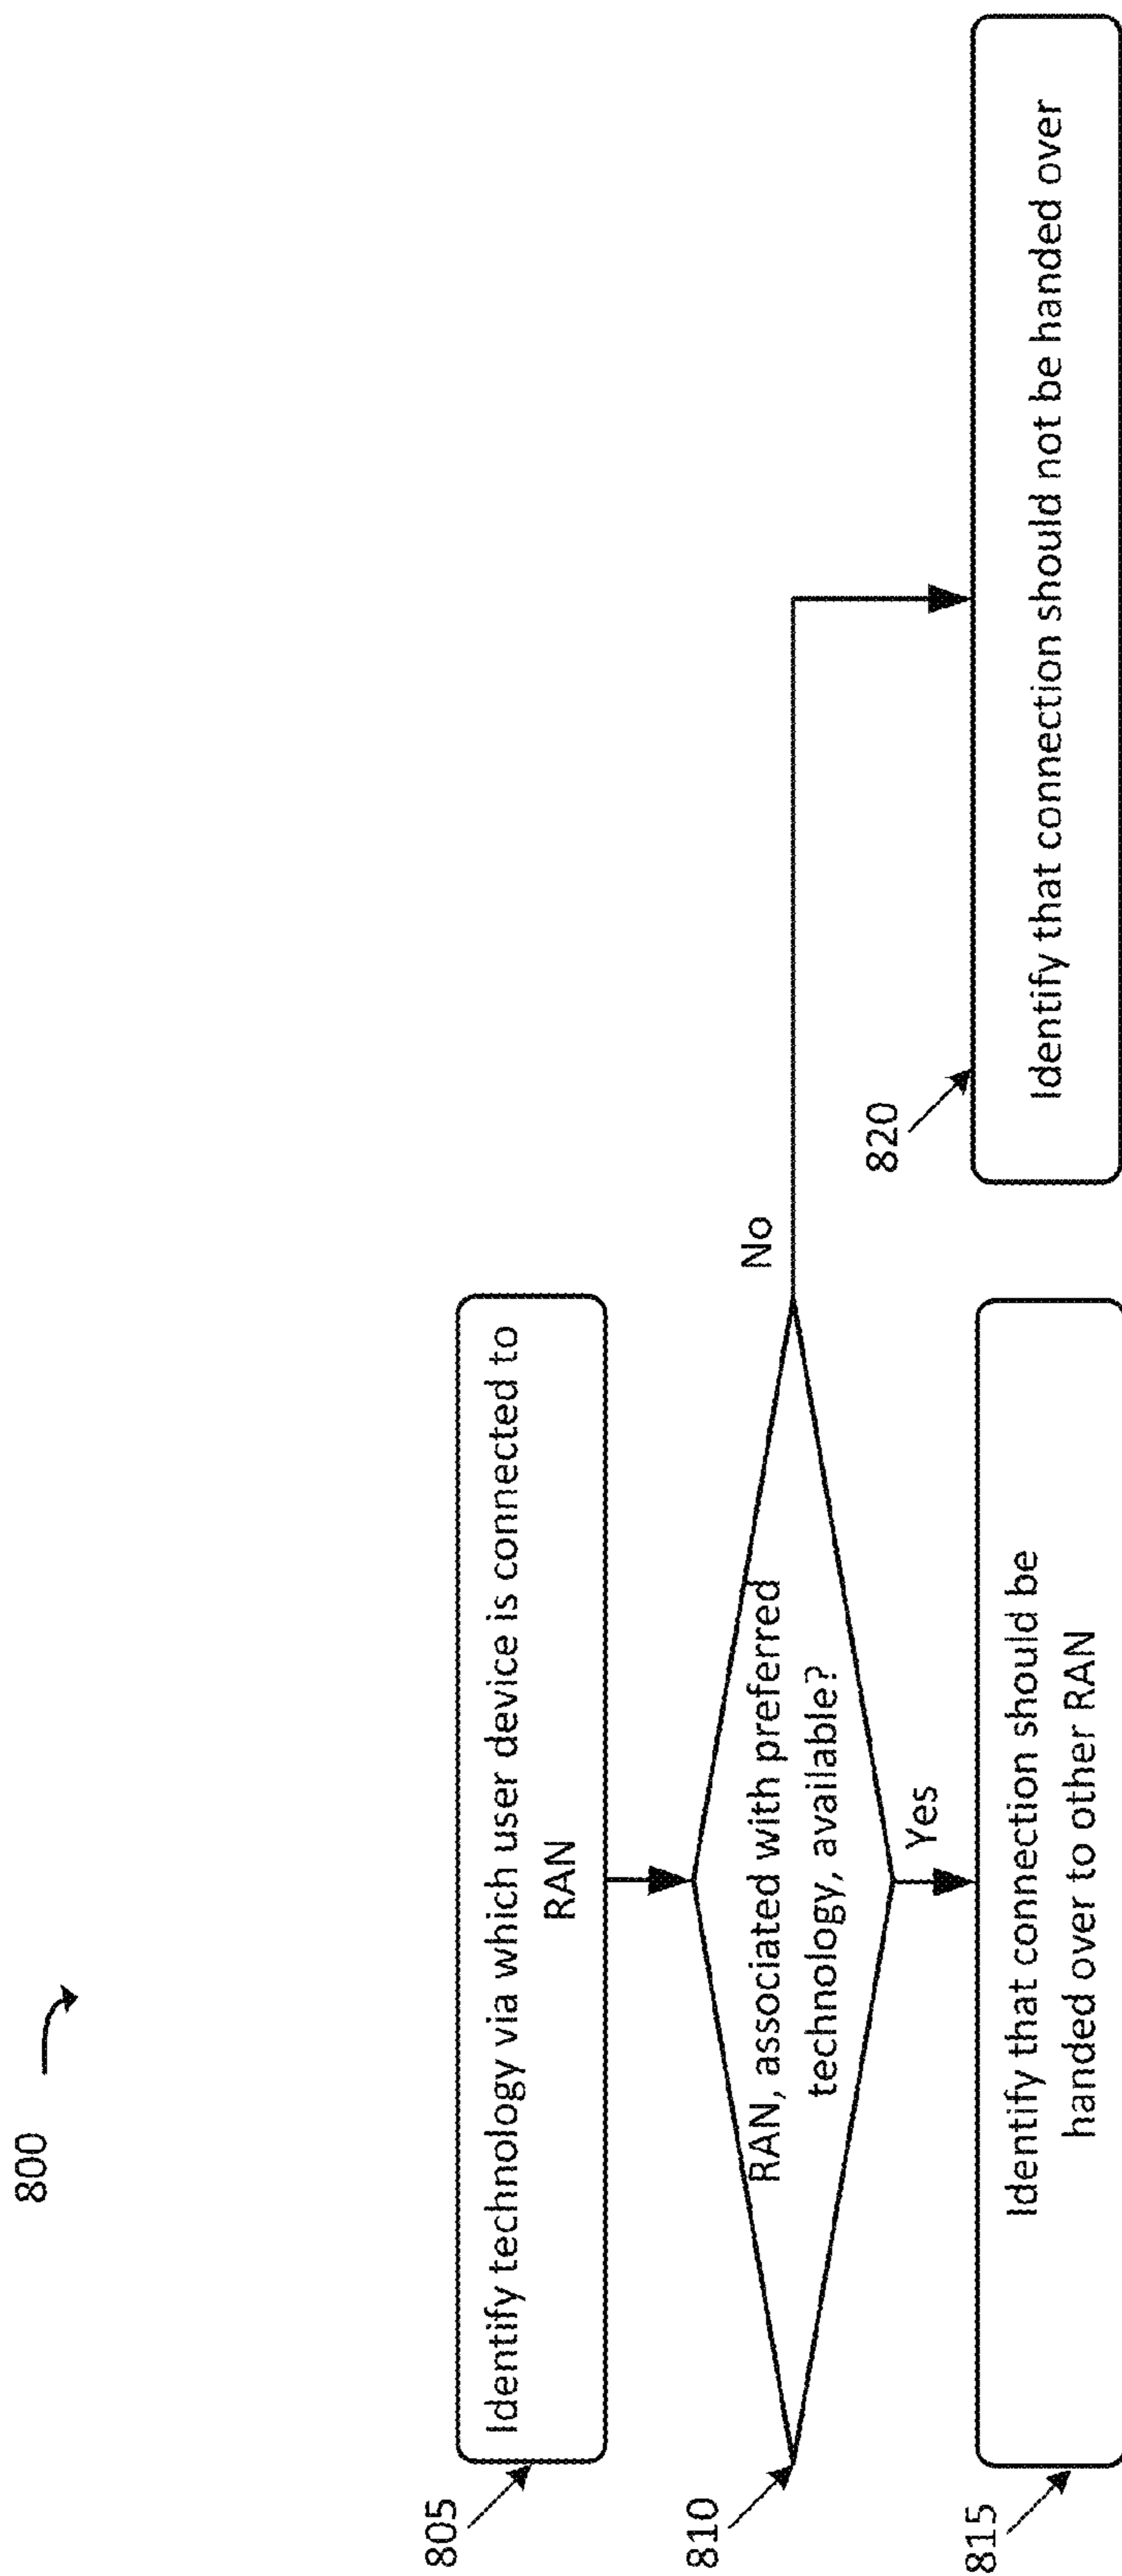 800
805
Identify technology via which user device is connected to
RAN
810
RAN, associated with preferred
technology, available?
No
Yes
815
Identify that connection should be
handed over to other RAN
820
Identify that connection should not be handed over